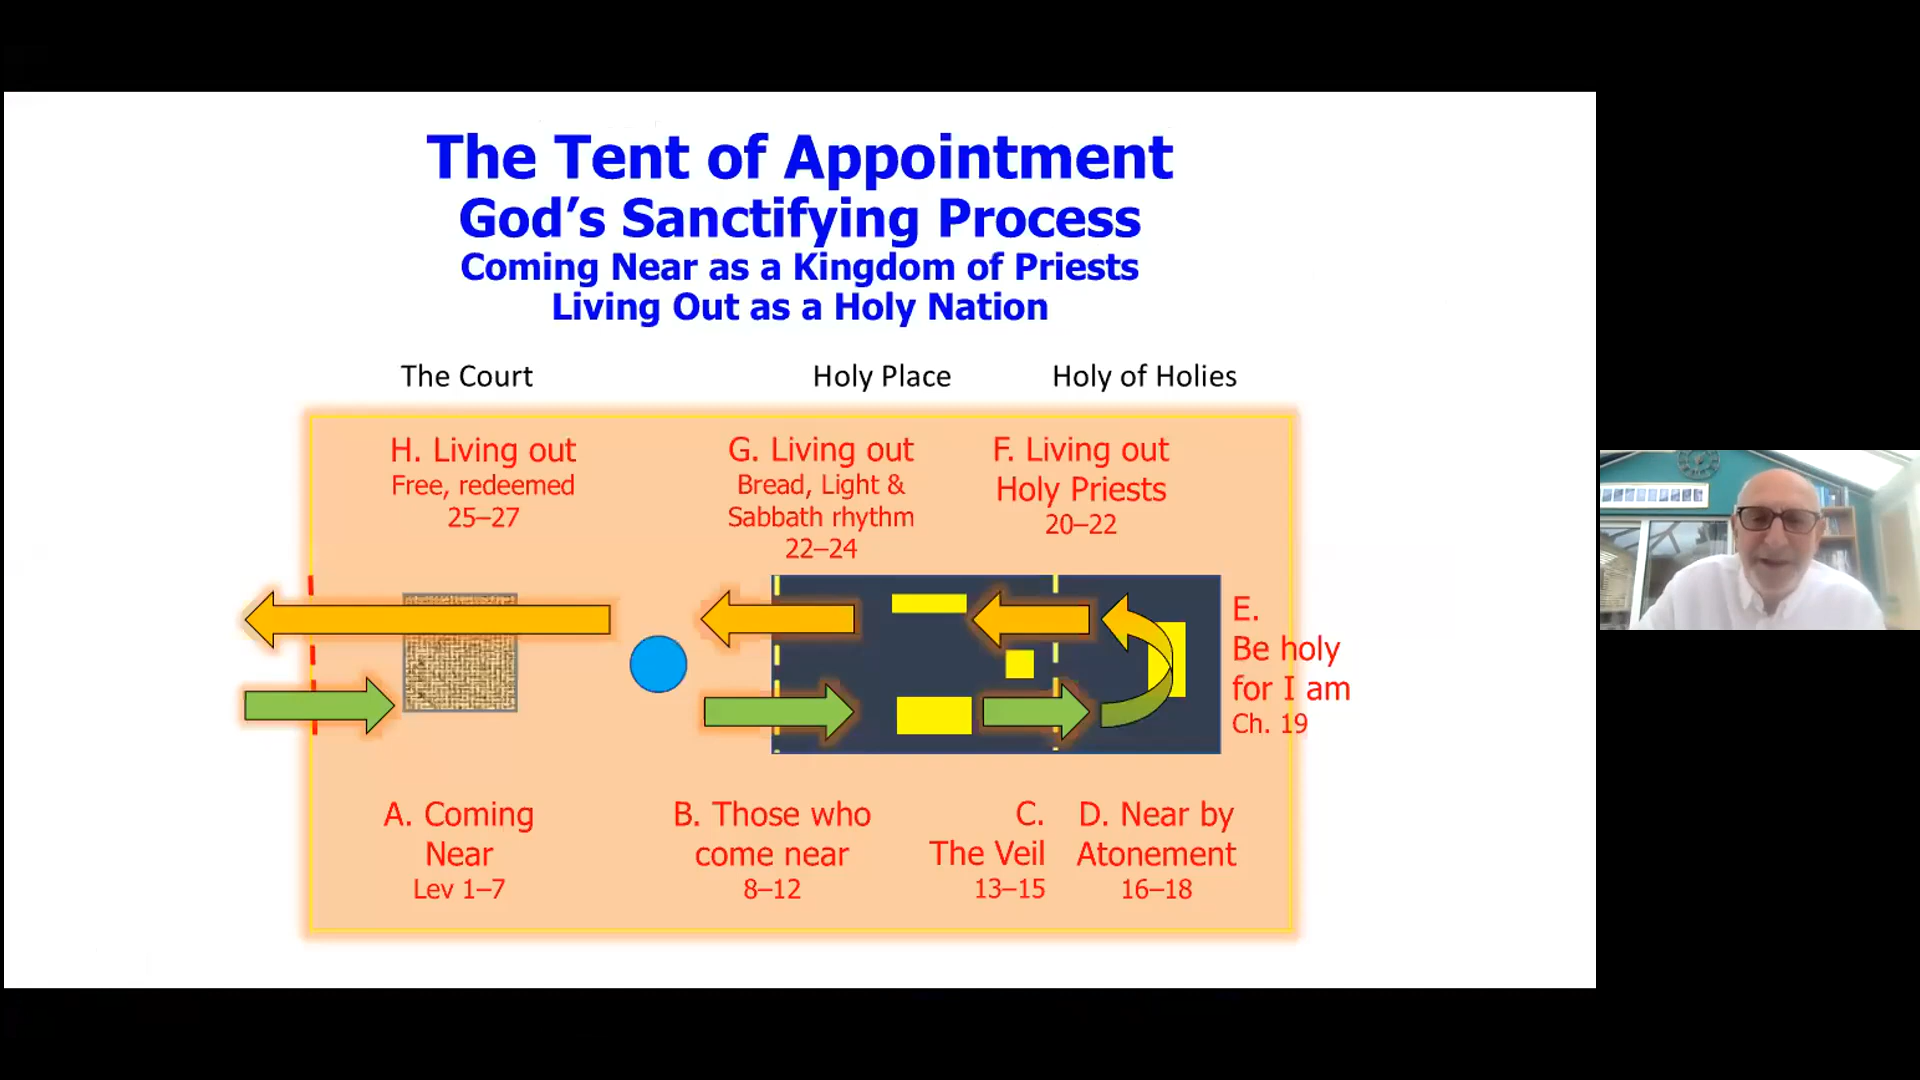 The Tent of Appointment
God’s Sanctifying Process
Coming Near as a Kingdom of Priests
Living Out as a Holy Nation
The Court
Holy Place
Holy of Holies
H. Living out
Free, redeemed
25–27
G. Living out
Bread, Light &
Sabbath rhythm
22–24
F. Living out
Holy Priests
20–22
E.
Be holy
for I am
Ch. 19
A. Coming
Near
Lev 1–7
B. Those who
come near
8–12
C.
The Veil
13–15
D. Near by
Atonement
16–18